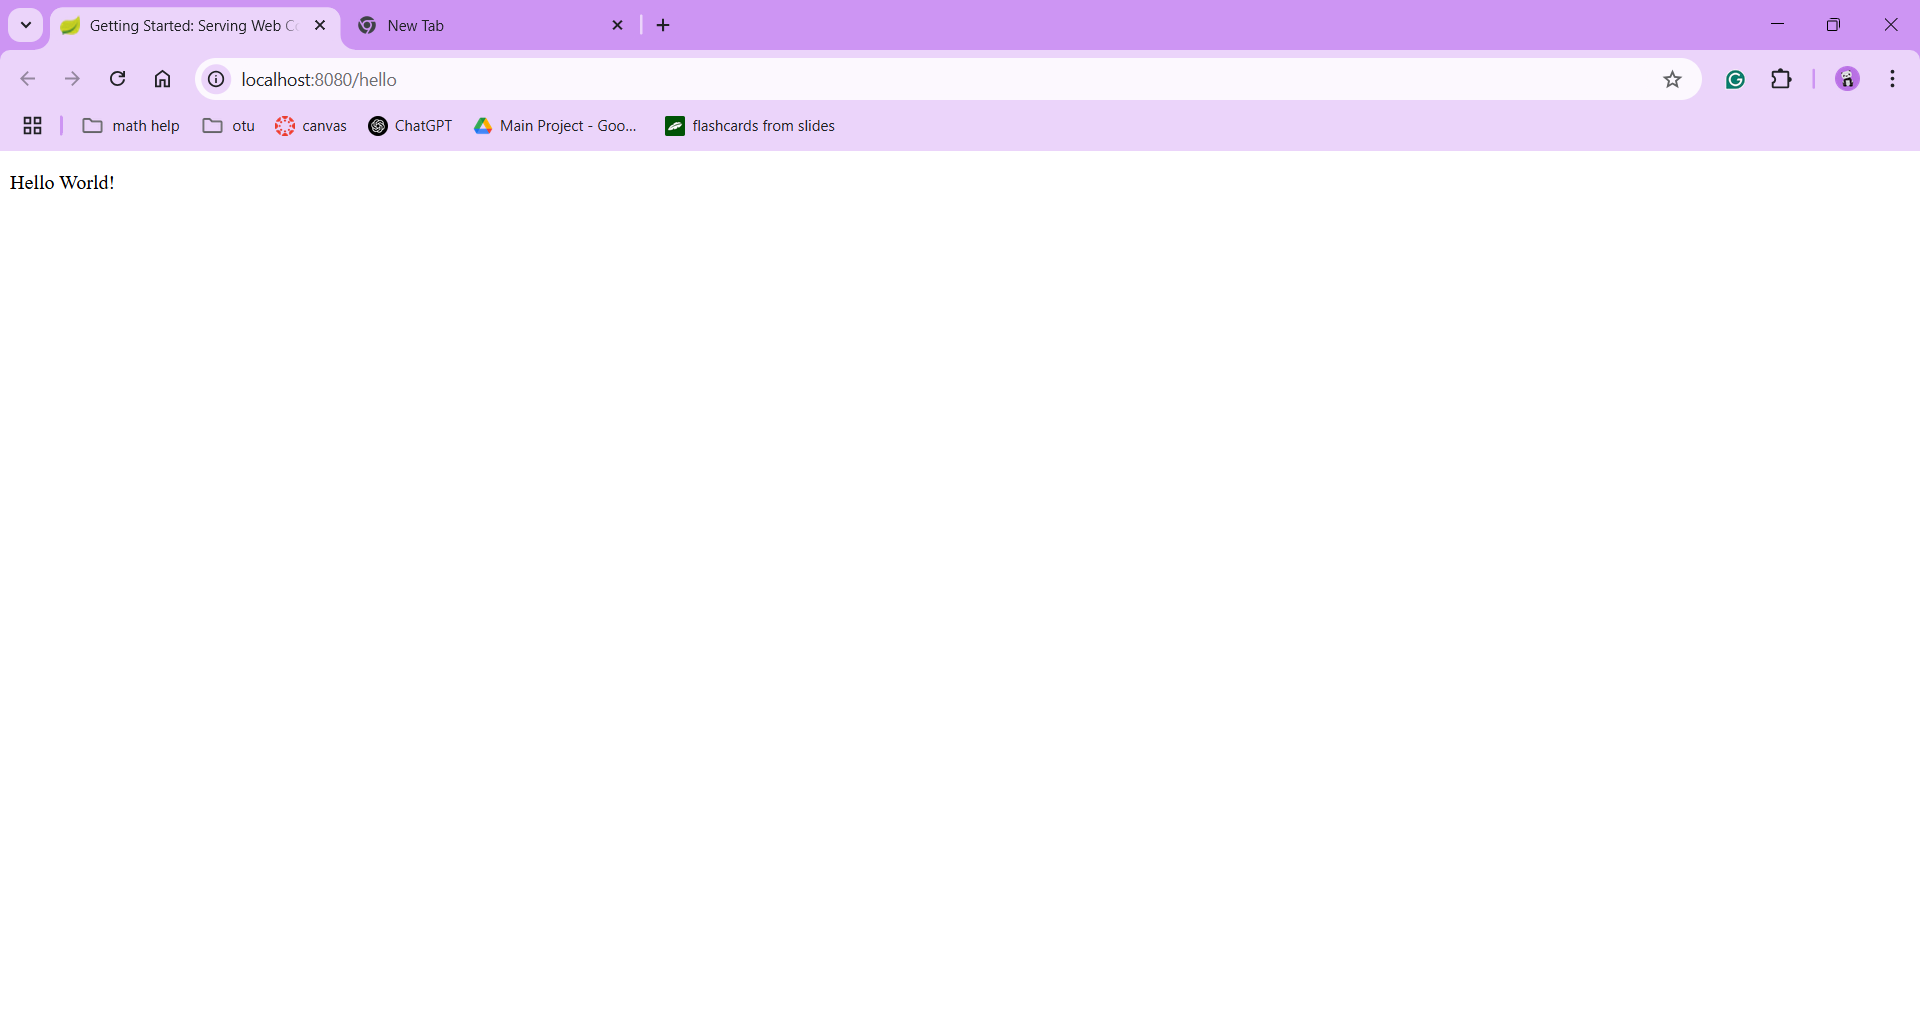 Getting Started: Serving Web C
New Tab
localhost:8080/hello
math help
otu
canvas
ChatGPT
Main Project - Goo...
flashcards from slides
Hello World!